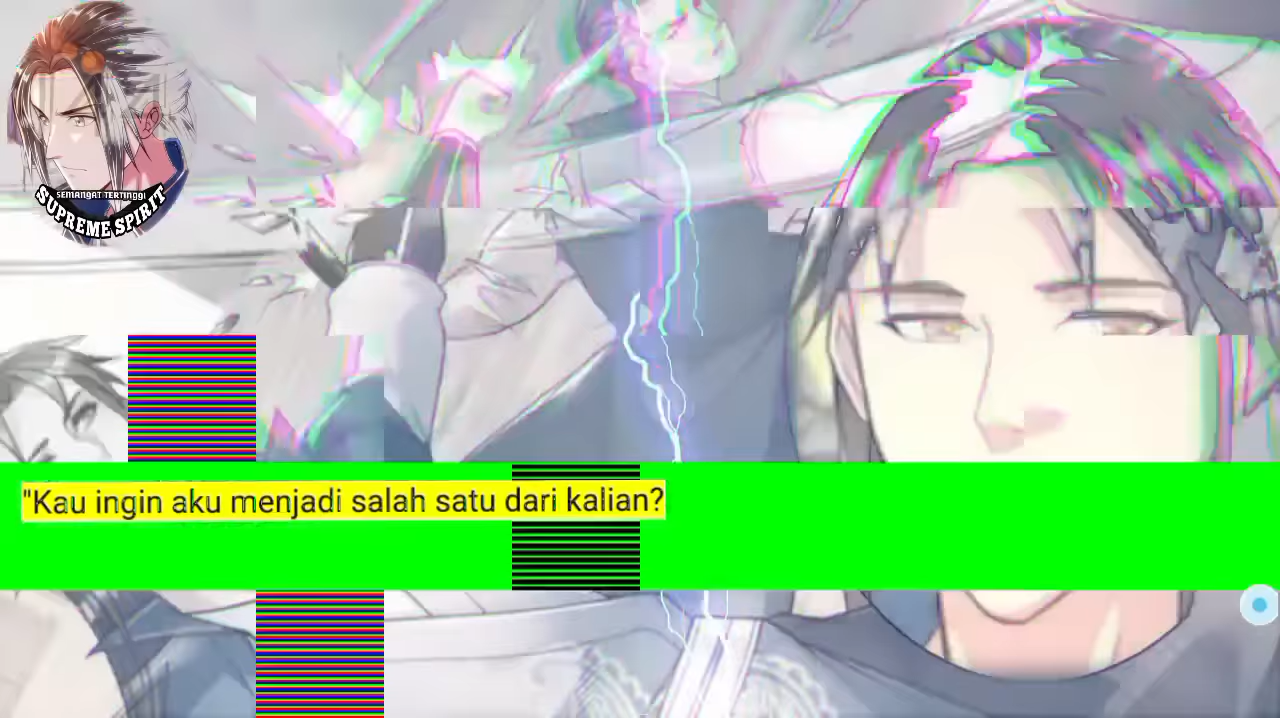 SEMANGAT TERTINGGI
SUPREME SPIRIT
"Kau ingin aku menjadi salah satu dari kalian?